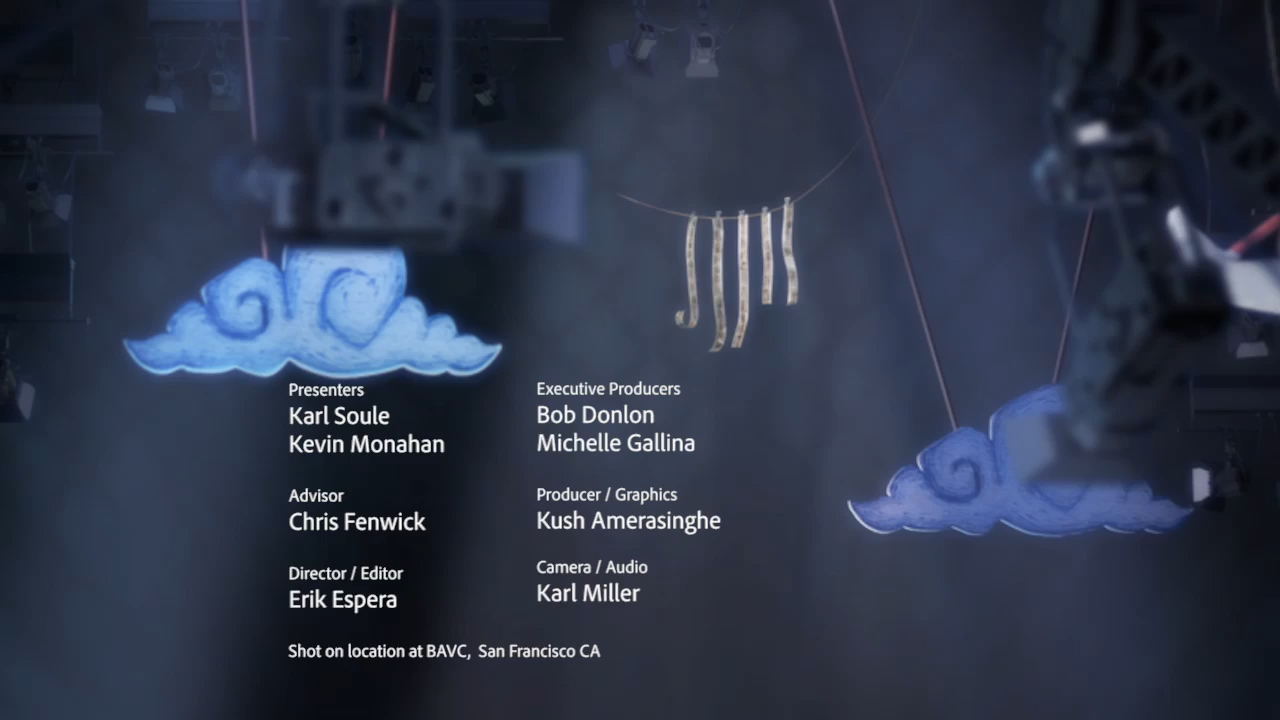 Presenters
Karl Soule
Kevin Monahan
Advisor
Chris Fenwick
Director / Editor
Erik Espera
Executive Producers
Bob Donlon
Michelle Gallina
Producer / Graphics
Kush Amerasinghe
Camera / Audio
Karl Miller
Shot on location at BAVC, San Francisco CA